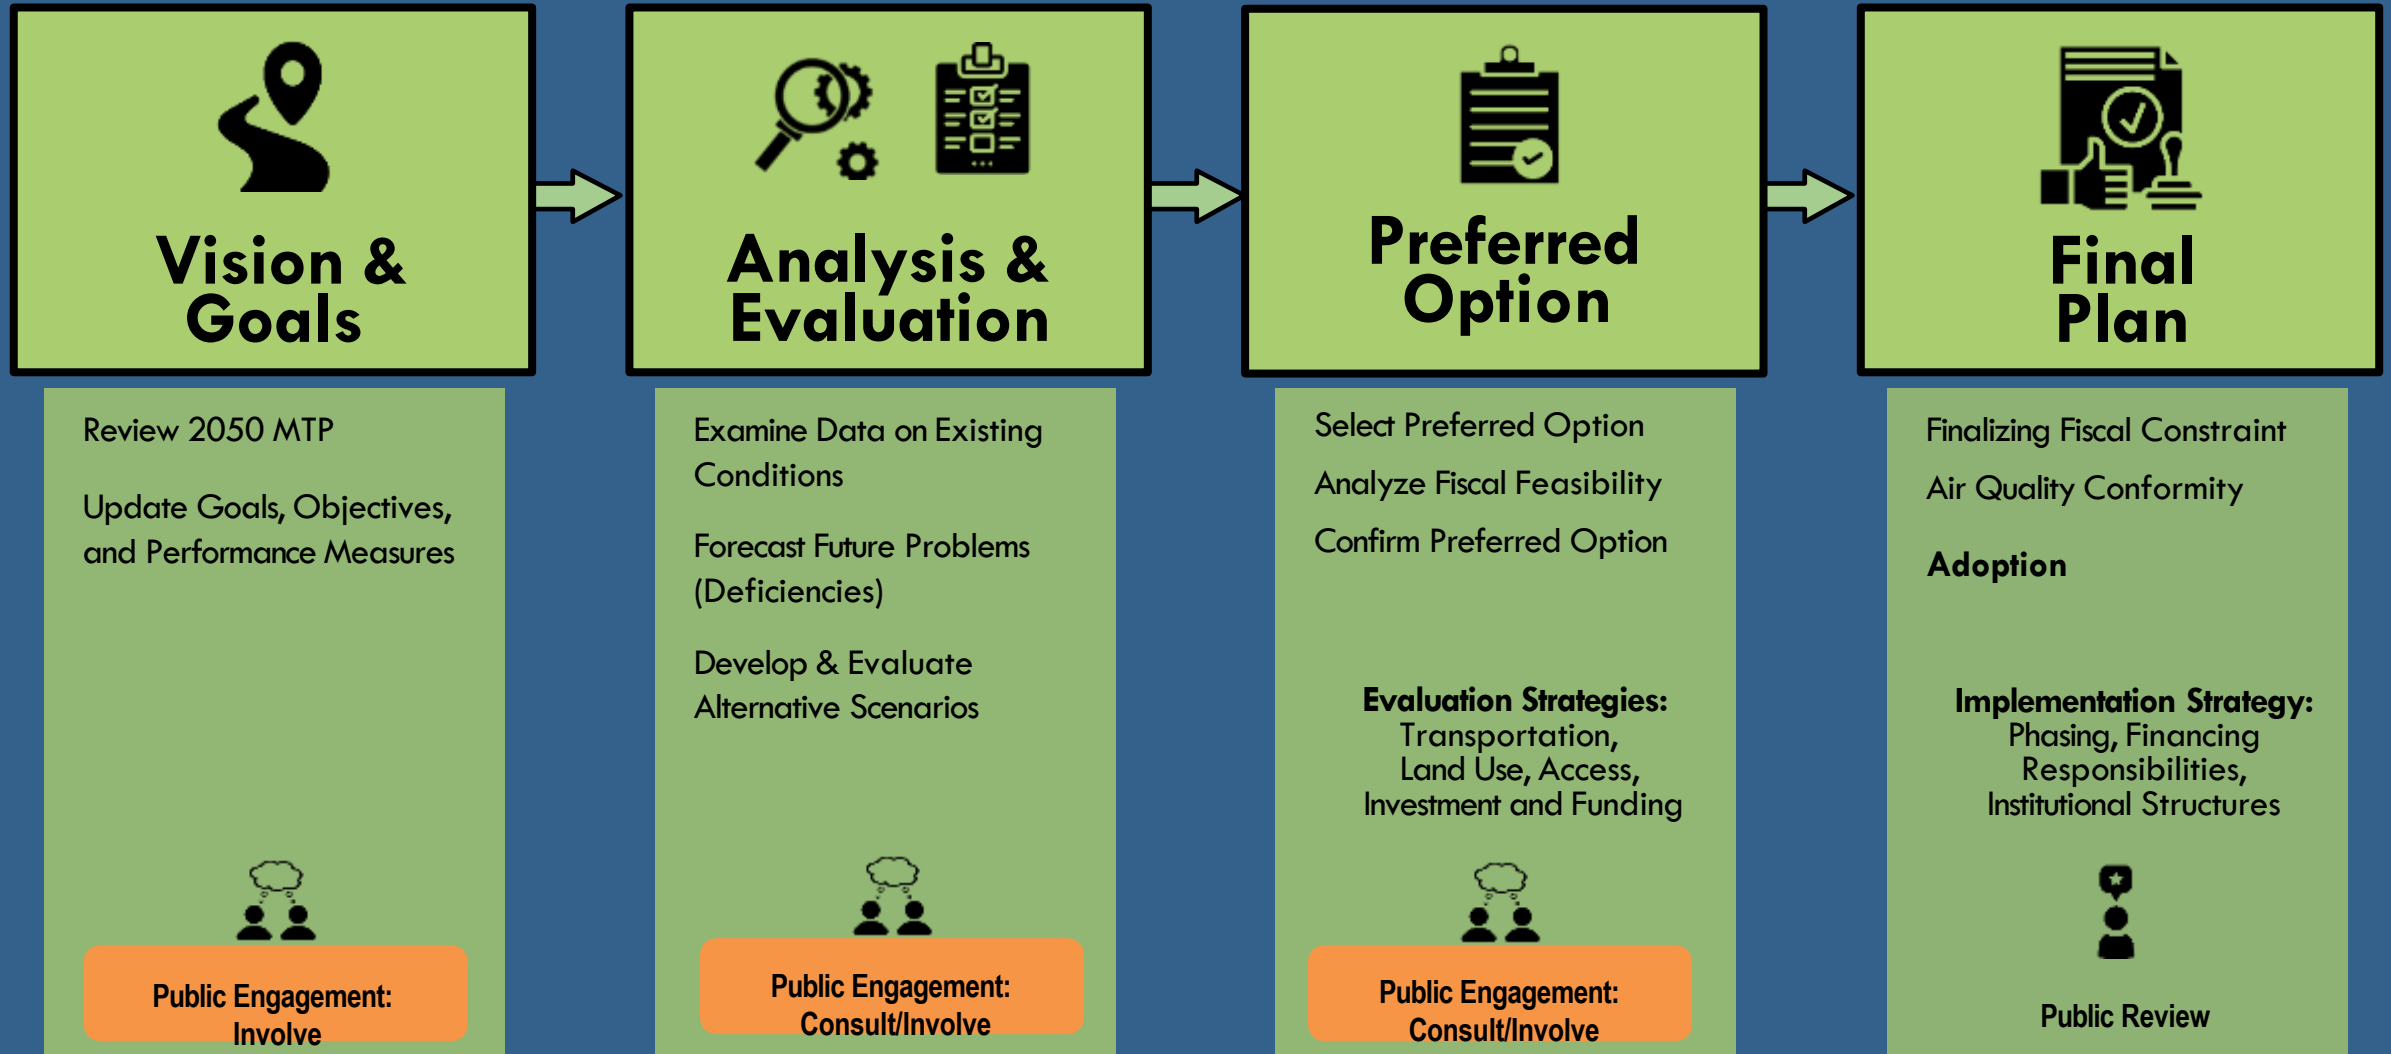 Vision &
Goals
Review 2050 MTP
Update Goals, Objectives,
and Performance Measures
Public Engagement:
Involve
Analysis &
Evaluation
Examine Data on Existing
Conditions
Forecast Future Problems
(Deficiencies)
Develop & Evaluate
Alternative Scenarios
Public Engagement:
Consult/Involve
Preferred
Option
Select Preferred Option
Analyze Fiscal Feasibility
Confirm Preferred Option
Evaluation Strategies:
Transportation,
Land Use, Access,
Investment and Funding
Public Engagement:
Consult/Involve
Final
Plan
Finalizing Fiscal Constraint
Air Quality Conformity
Adoption
Implementation Strategy:
Phasing, Financing
Responsibilities,
Institutional Structures
Public Review